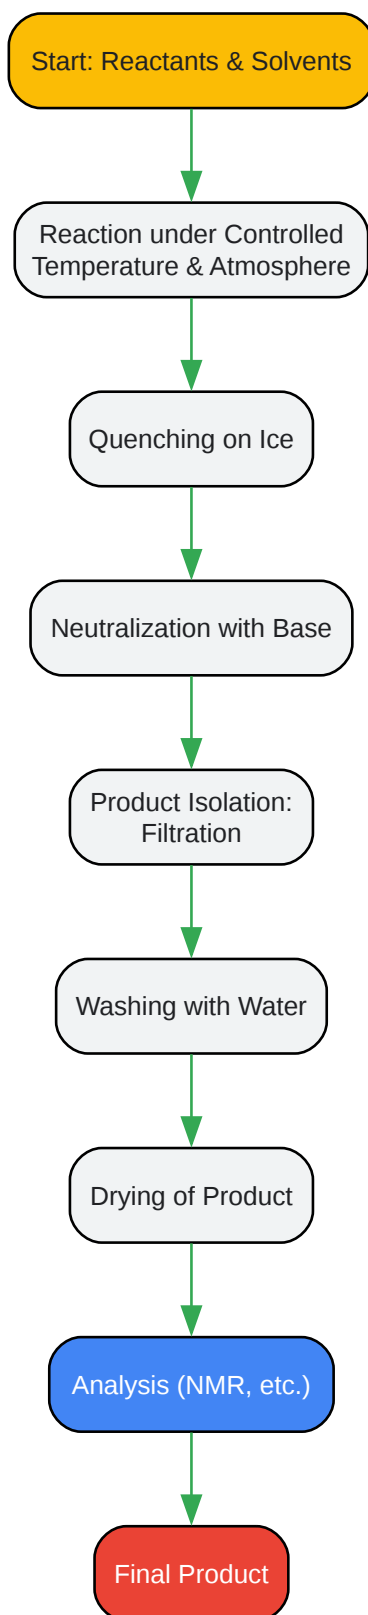 Start: Reactants & Solvents
Reaction under Controlled
Temperature & Atmosphere
Quenching on Ice
Neutralization with Base
Product Isolation:
Filtration
Washing with Water
Drying of Product
Analysis (NMR, etc.)
Final Product